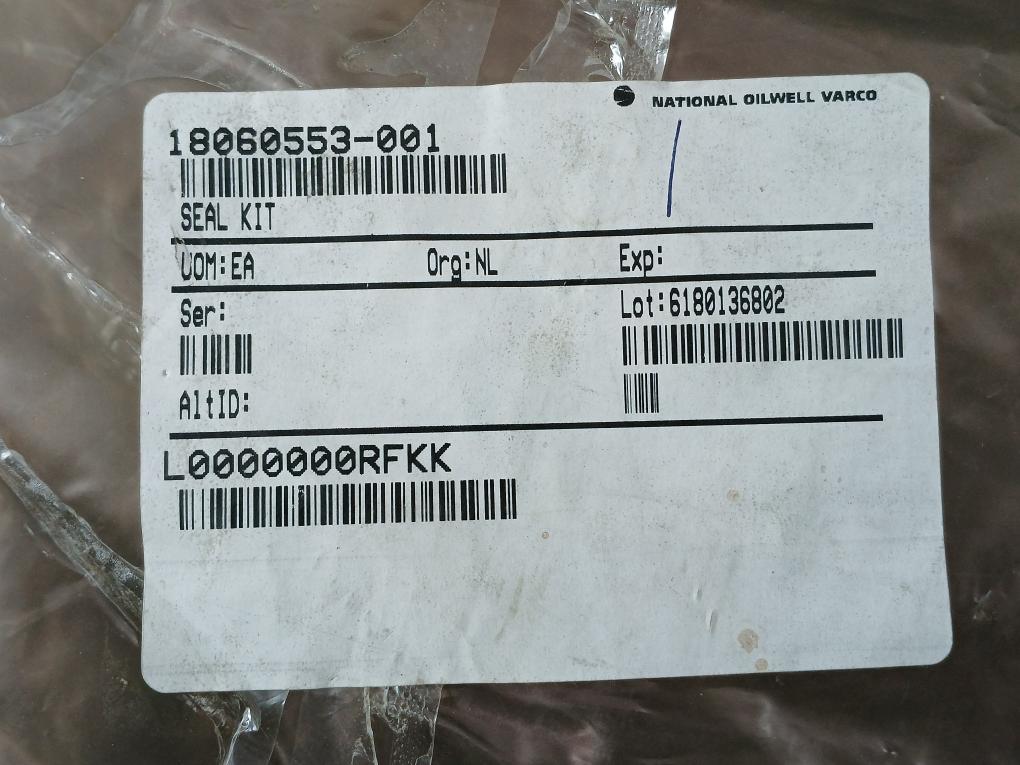 NATIONAL OILWELL VARCO
18060553-001
SEAL KIT
UOM:EA Org:NL Exp:
Ser: Lot:6180136802
AltID:
L0000000RFKK